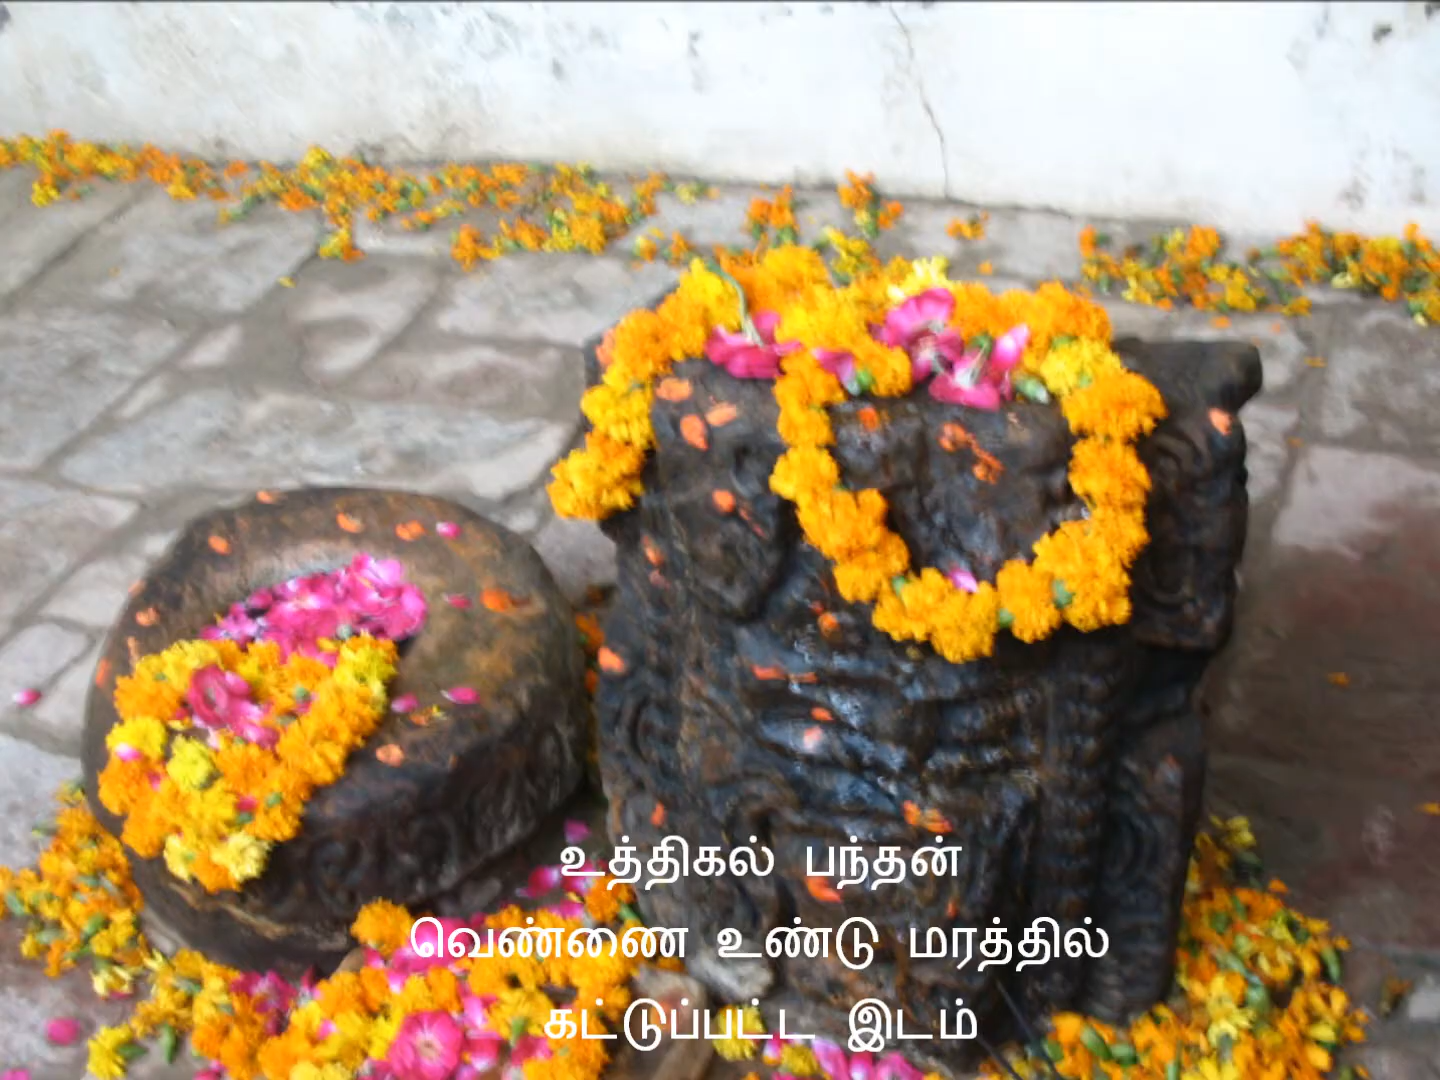 உத்திகல் பந்தன்
வெண்ணை உண்டு மரத்தில்
கட்டுப்பட்ட இடம்